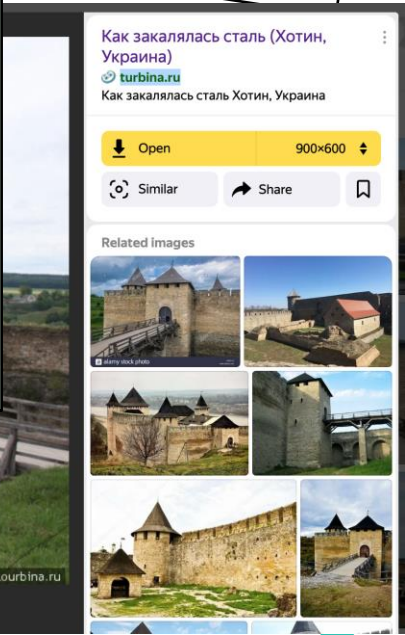 Как закалялась сталь (Хотин,
Украина)
turbina.ru
Как закалялась сталь Хотин, Украина
Open
900×600
Similar
Share
Related images
alamy stock photo
ourbina.ru